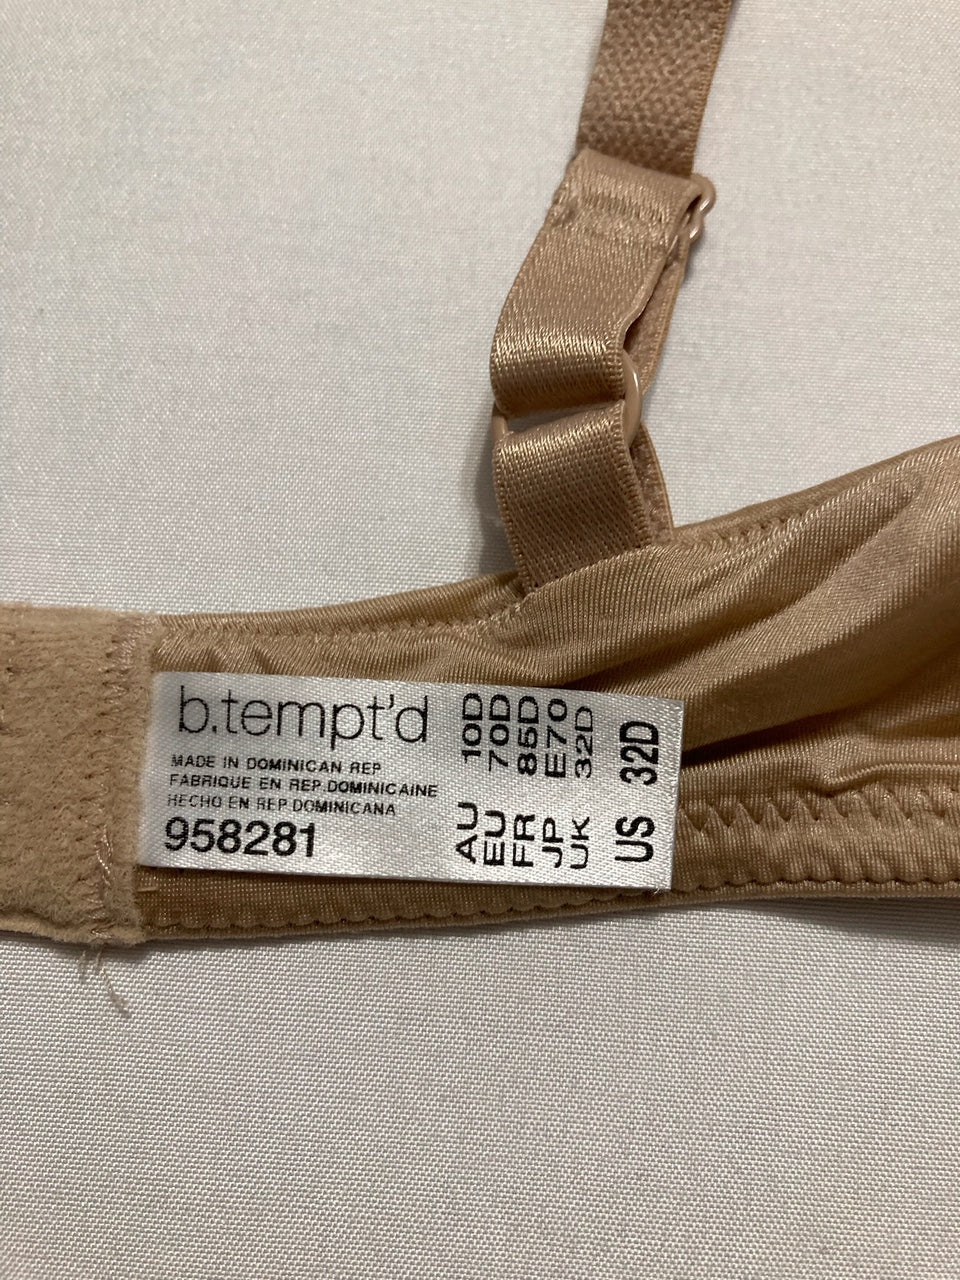 b.tempt'd
MADE IN DOMINICAN REP
FABRIQUE EN REP.DOMINICAINE
HECHO EN REP.DOMINICANA
958281
AU 10D
EU 70D
FR 85D
JP E70
UK 32D
US 32D